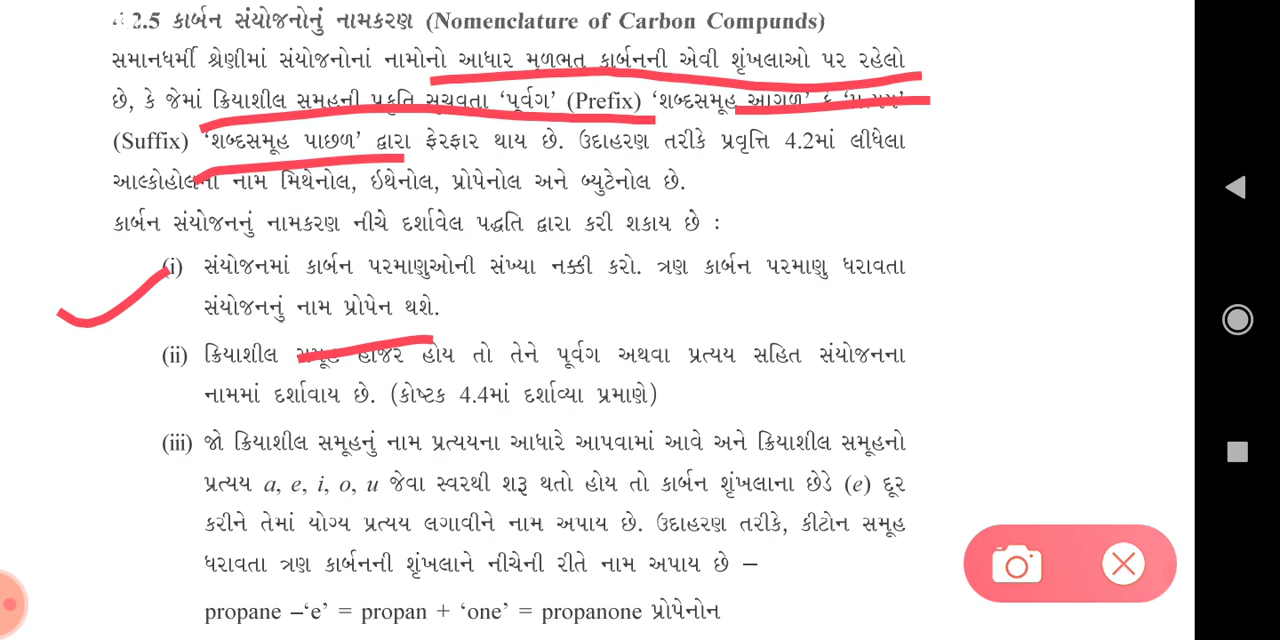 2.5 કાર્બન સંયોજનોનું નામકરણ (Nomenclature of Carbon Compunds)
સમાનધર્મી શ્રેણીમાં સંયોજનોનાં નામોનો આધાર મૂળભૂત કાર્બનની એવી શૃંખલાઓ પર રહેલો
છે, કે જેમાં ક્રિયાશીલ સમૂહની પ્રકૃતિ સૂચવતા ‘પૂર્વગ’ (Prefix) ‘શબ્દસમૂહ આગળ’ કે ‘પ્રત્યય’
(Suffix) ‘શબ્દસમૂહ પાછળ’ દ્વારા ફેરફાર થાય છે. ઉદાહરણ તરીકે પ્રવૃત્તિ 4.2માં લીધેલા
આલ્કોહોલનાં નામ મિથેનોલ, ઇથેનોલ, પ્રોપેનોલ અને બ્યુટેનોલ છે.
કાર્બન સંયોજનનું નામકરણ નીચે દર્શાવેલ પદ્ધતિ દ્વારા કરી શકાય છે :
(i) સંયોજનમાં કાર્બન પરમાણુઓની સંખ્યા નક્કી કરો. ત્રણ કાર્બન પરમાણુ ધરાવતા
સંયોજનનું નામ પ્રોપેન થશે.
(ii) ક્રિયાશીલ સમૂહ હાજર હોય તો તેને પૂર્વગ અથવા પ્રત્યય સહિત સંયોજનના
નામમાં દર્શાવાય છે. (કોષ્ટક 4.4માં દર્શાવ્યા પ્રમાણે)
(iii) જો ક્રિયાશીલ સમૂહનું નામ પ્રત્યયના આધારે આપવામાં આવે અને ક્રિયાશીલ સમૂહનો
પ્રત્યય a, e, i, o, u જેવા સ્વરથી શરૂ થતો હોય તો કાર્બન શૃંખલાના છેડે (e) દૂર
કરીને તેમાં યોગ્ય પ્રત્યય લગાવીને નામ અપાય છે. ઉદાહરણ તરીકે, કીટોન સમૂહ
ધરાવતા ત્રણ કાર્બનની શૃંખલાને નીચેની રીતે નામ અપાય છે –
propane –‘e’ = propan + ‘one’ = propanone પ્રોપેનોન